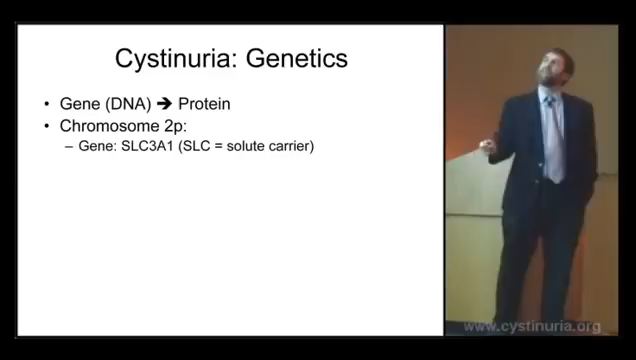 Cystinuria: Genetics
• Gene (DNA) ➔ Protein
• Chromosome 2p:
– Gene: SLC3A1 (SLC = solute carrier)
www.cystinuria.org